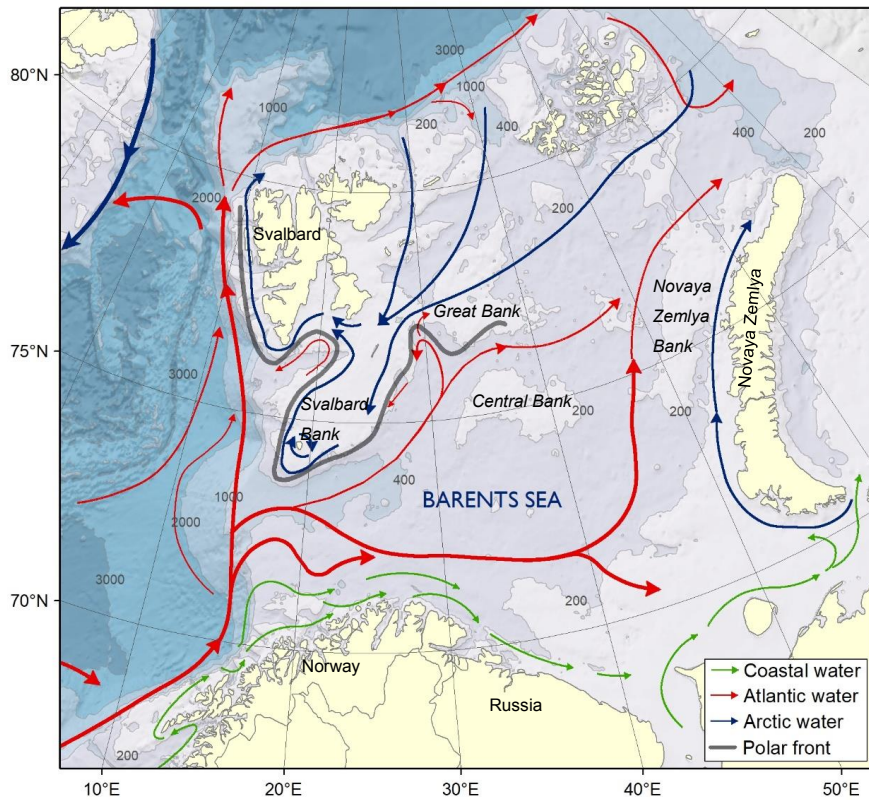 80°N
75°N
70°N
3000
1000
1000
200
400
400
200
2000
200
Svalbard
Great Bank
Novaya
Zemlya
Bank
Novaya Zemlya
3000
Svalbard
Bank
Central Bank
200
200
400
1000
2000
BARENTS SEA
3000
200
Norway
Russia
200
Coastal water
Atlantic water
Arctic water
Polar front
10°E
20°E
30°E
40°E
50°E